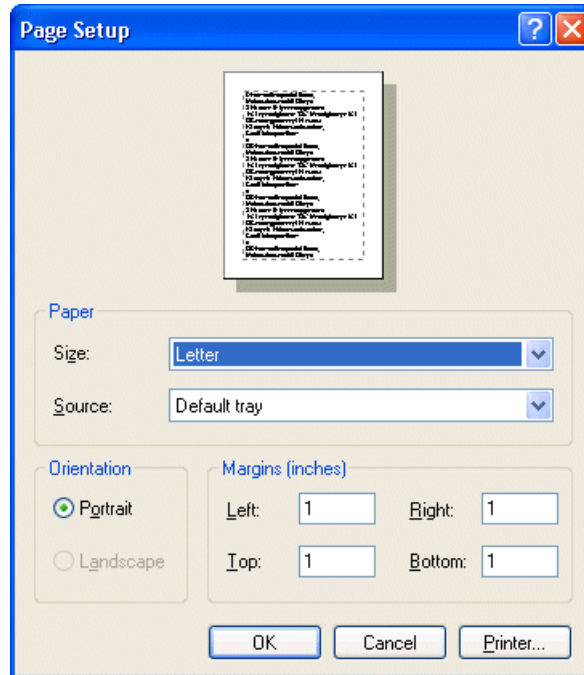 Page Setup
Paper
Size: Letter
Source: Default tray
Orientation
Portrait
Landscape
Margins (inches)
Left: 1 Right: 1
Top: 1 Bottom: 1
OK Cancel Printer...